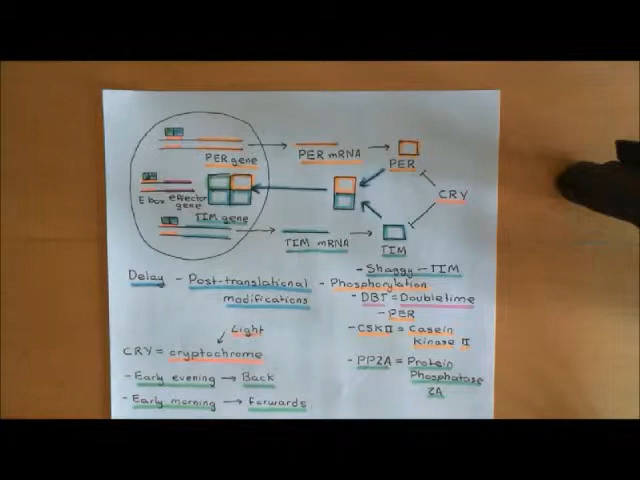 PER gene
PER mRNA
PER
E box effector
gene
CRY
TIM gene
TIM mRNA
TIM
Delay - Post-translational
modifications
- Shaggy - TIM
- Phosphorylation
- DBT = Doubletime
- PER
- CSKII = Casein
kinase II
- PP2A = Protein
Phosphatase
2A
Light
CRY = cryptochrome
- Early evening → Back
- Early morning → Forwards